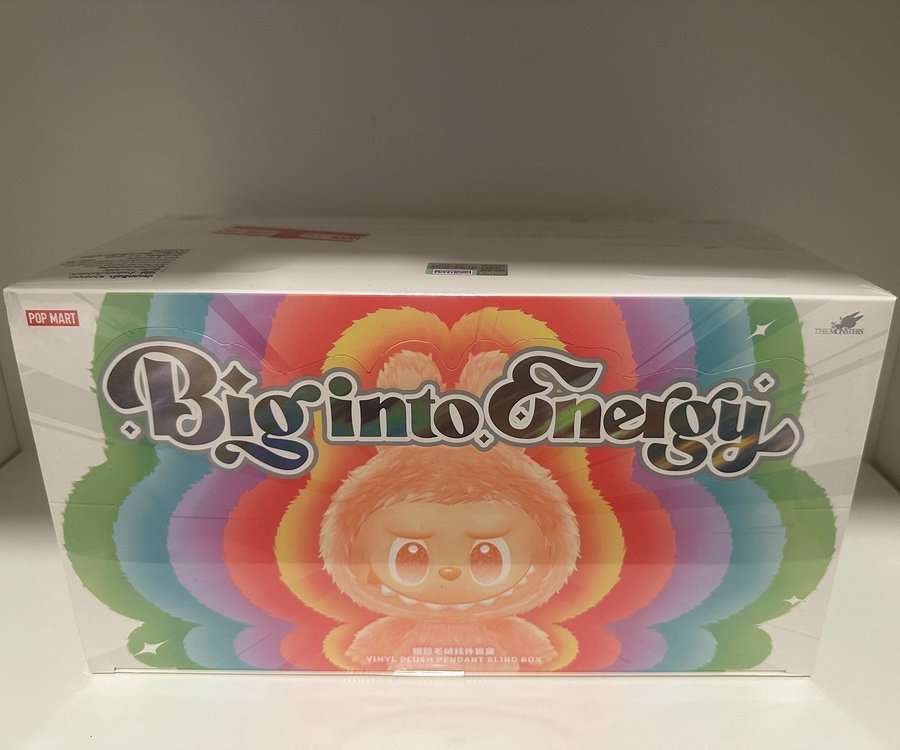 POP MART
THE MONSTERS
Big into Energy
搪胶毛绒挂件盲盒
VINYL PLUSH PENDANT BLIND BOX